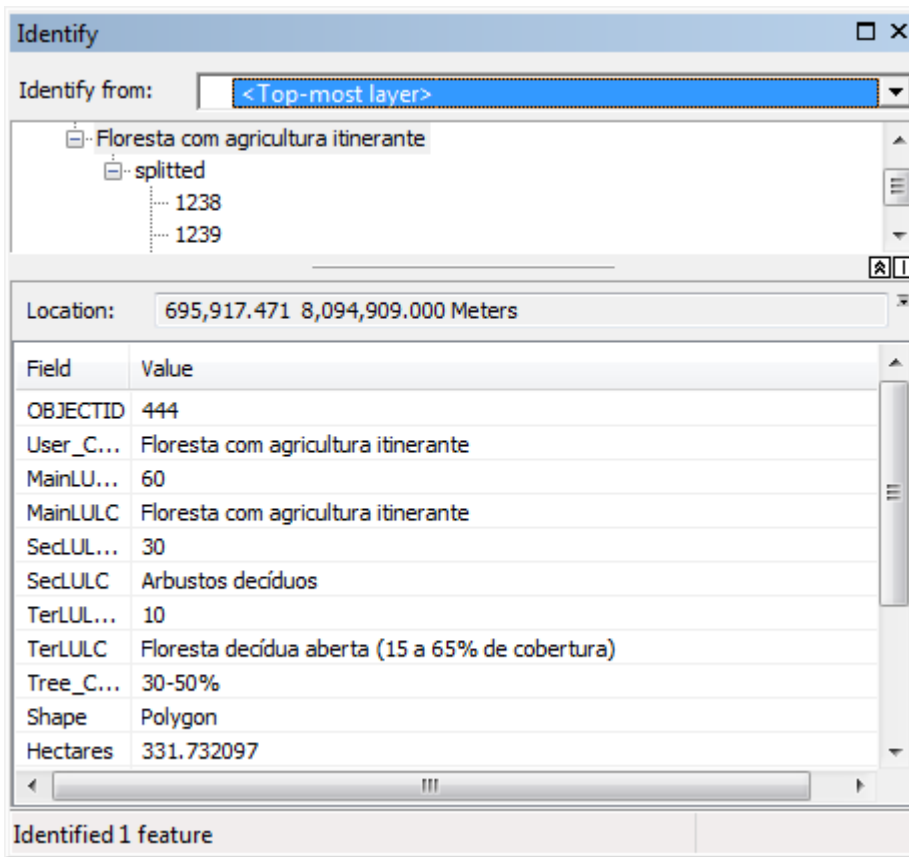 Identify
Identify from: <Top-most layer>
Floresta com agricultura itinerante
splitted
1238
1239
Location: 695,917.471 8,094,909.000 Meters
Field Value
OBJECTID 444
User_C... Floresta com agricultura itinerante
MainLU... 60
MainLULC Floresta com agricultura itinerante
SecLUL... 30
SecLULC Arbustos decíduos
TerLUL... 10
TerLULC Floresta decídua aberta (15 a 65% de cobertura)
Tree_C... 30-50%
Shape Polygon
Hectares 331.732097
Identified 1 feature